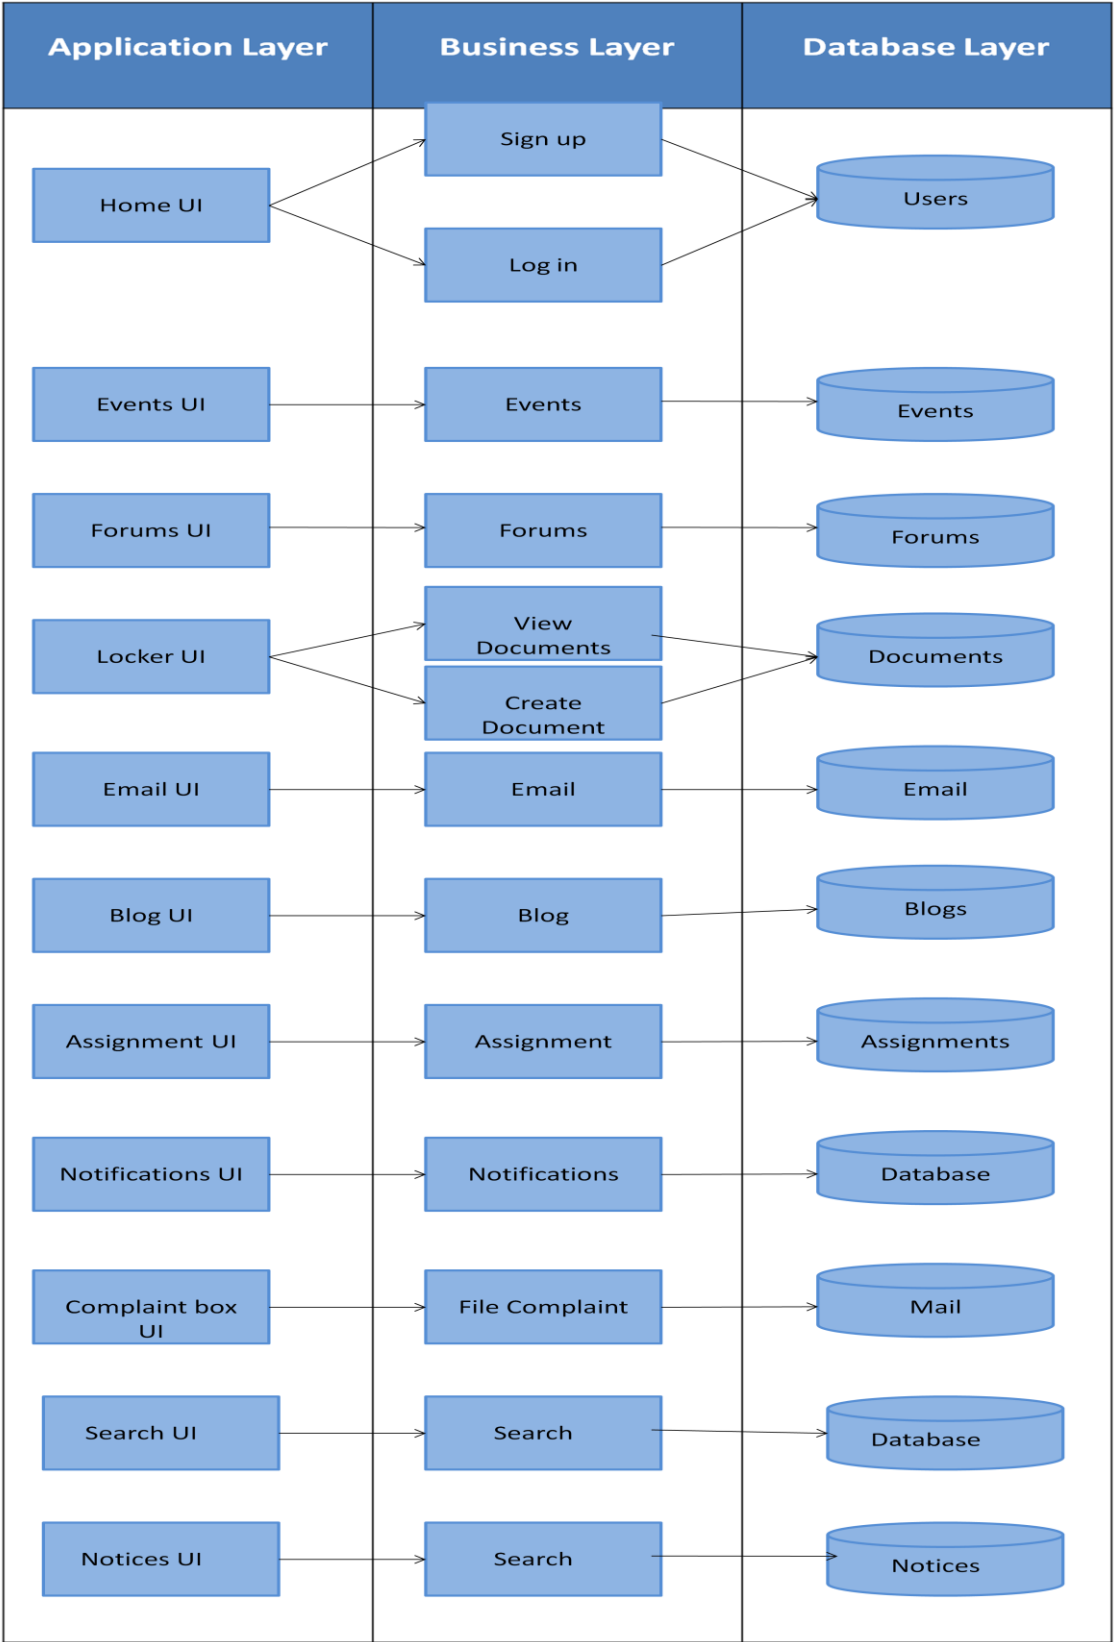 Application Layer
Business Layer
Database Layer
Sign up
Home UI
Users
Log in
Events UI
Events
Events
Forums UI
Forums
Forums
View
Documents
Locker UI
Documents
Create
Document
Email UI
Email
Email
Blog UI
Blog
Blogs
Assignment UI
Assignment
Assignments
Notifications UI
Notifications
Database
Complaint box
UI
File Complaint
Mail
Search UI
Search
Database
Notices UI
Search
Notices